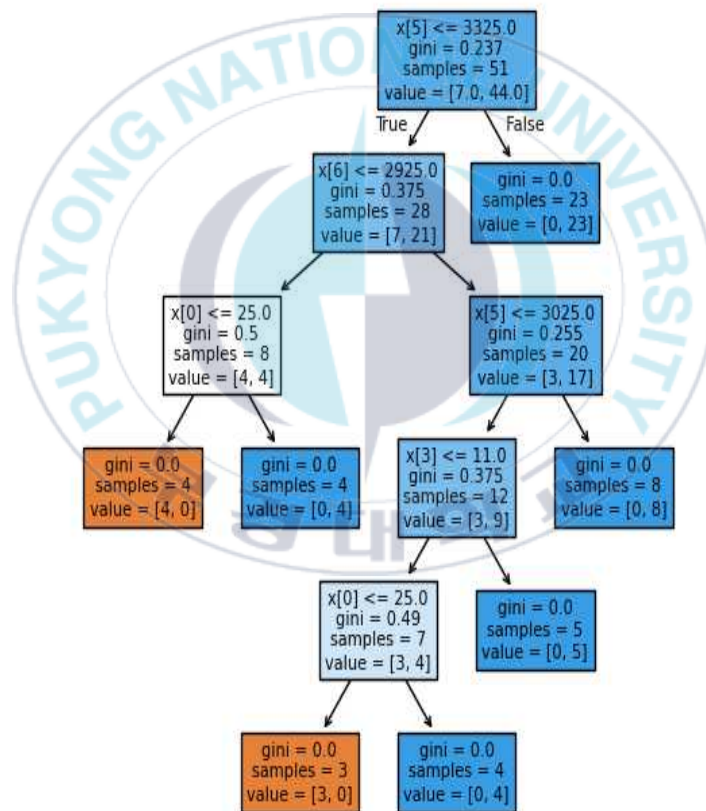 x[5] <= 3325.0
gini = 0.237
samples = 51
value = [7.0, 44.0]
True
False
x[6] <= 2925.0
gini = 0.375
samples = 28
value = [7, 21]
gini = 0.0
samples = 23
value = [0, 23]
x[0] <= 25.0
gini = 0.5
samples = 8
value = [4, 4]
x[5] <= 3025.0
gini = 0.255
samples = 20
value = [3, 17]
gini = 0.0
samples = 4
value = [4, 0]
gini = 0.0
samples = 4
value = [0, 4]
x[3] <= 11.0
gini = 0.375
samples = 12
value = [3, 9]
gini = 0.0
samples = 8
value = [0, 8]
x[0] <= 25.0
gini = 0.49
samples = 7
value = [3, 4]
gini = 0.0
samples = 5
value = [0, 5]
gini = 0.0
samples = 3
value = [3, 0]
gini = 0.0
samples = 4
value = [0, 4]
PUKYONG NATIONAL UNIVERSITY